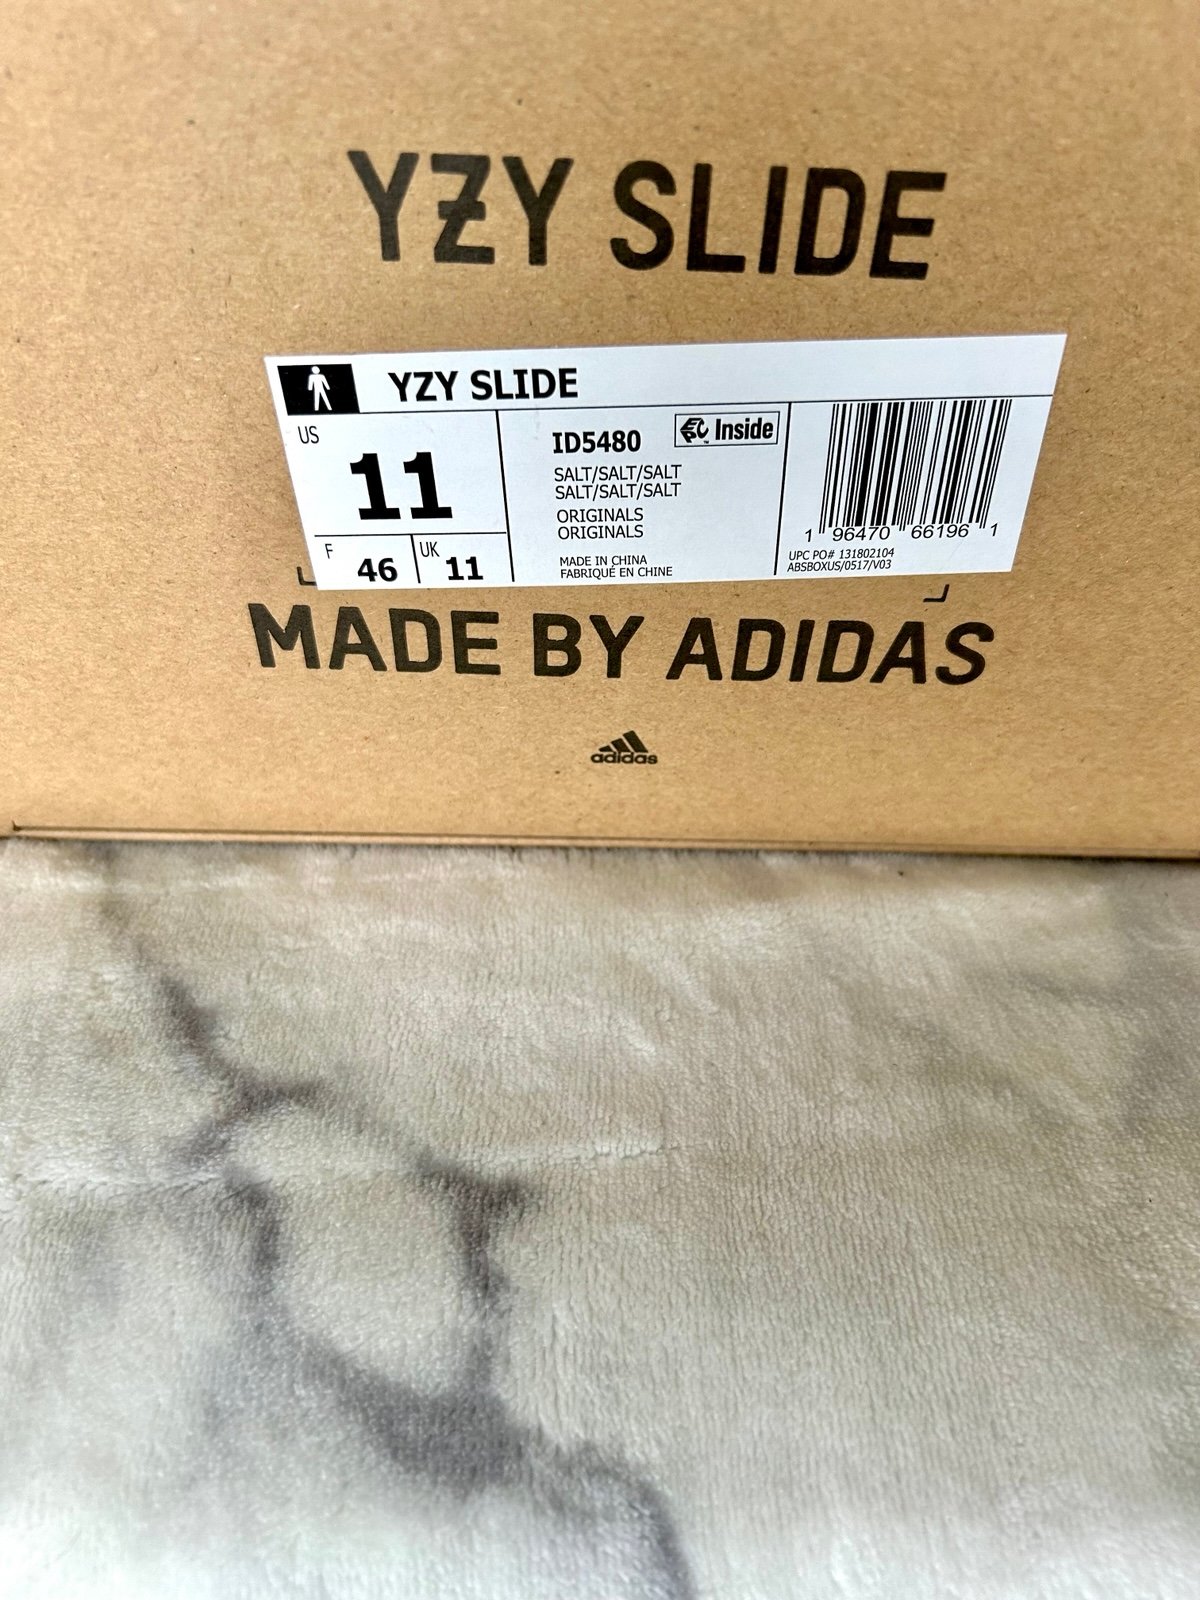 YZY SLIDE
YZY SLIDE
US
11
F 46
UK 11
ID5480
Inside
SALT/SALT/SALT
SALT/SALT/SALT
ORIGINALS
ORIGINALS
MADE IN CHINA
FABRIQUÉ EN CHINE
1 96470 66196 1
UPC PO# 131802104
ABSBOXUS/0517/V03
MADE BY ADIDAS
adidas